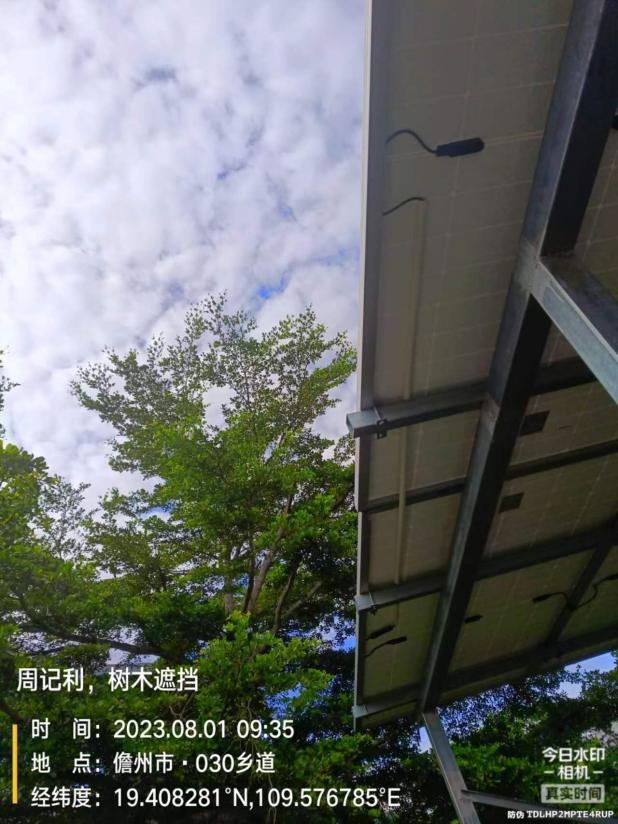 周记利，树木遮挡
时 间：2023.08.01 09:35
地 点：儋州市·030乡道
经纬度：19.408281°N,109.576785°E
今日水印
-相机-
真实时间
防伪 TDLHP2MPTE4RUP